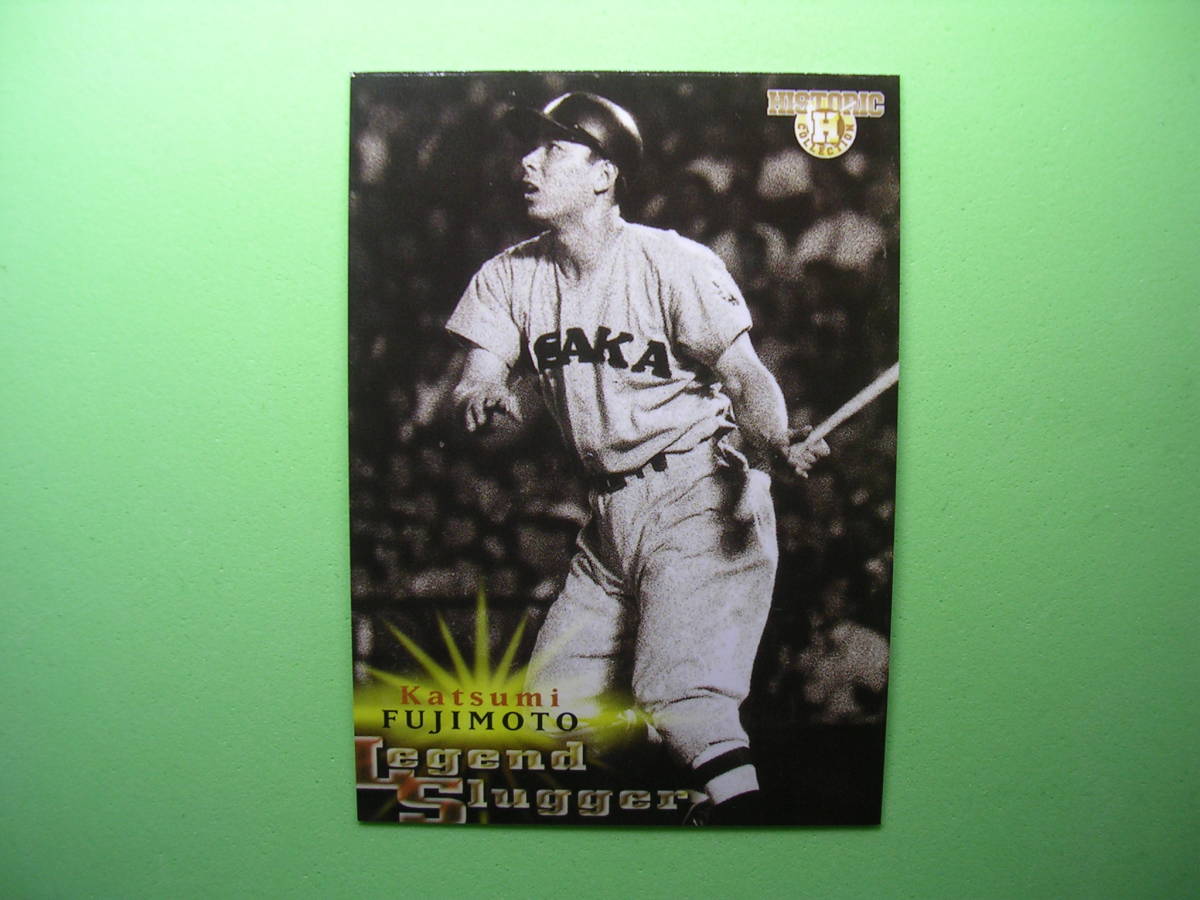 HISTORIC
H
COLLECTION
SAKA
Katsumi
FUJIMOTO
Legend
Slugger